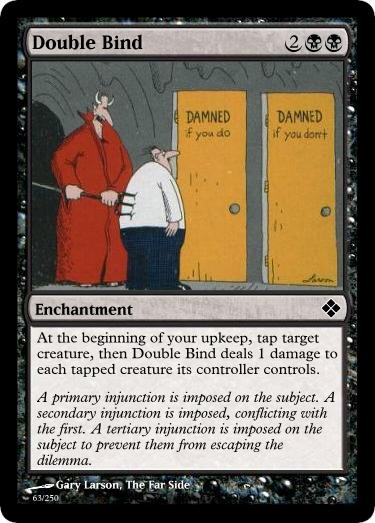 Double Bind 2
DAMNED
if you do
DAMNED
if you don't
Larson
Enchantment
At the beginning of your upkeep, tap target
creature, then Double Bind deals 1 damage to
each tapped creature its controller controls.
A primary injunction is imposed on the subject. A
secondary injunction is imposed, conflicting with
the first. A tertiary injunction is imposed on the
subject to prevent them from escaping the
dilemma.
Gary Larson, The Far Side
63/250